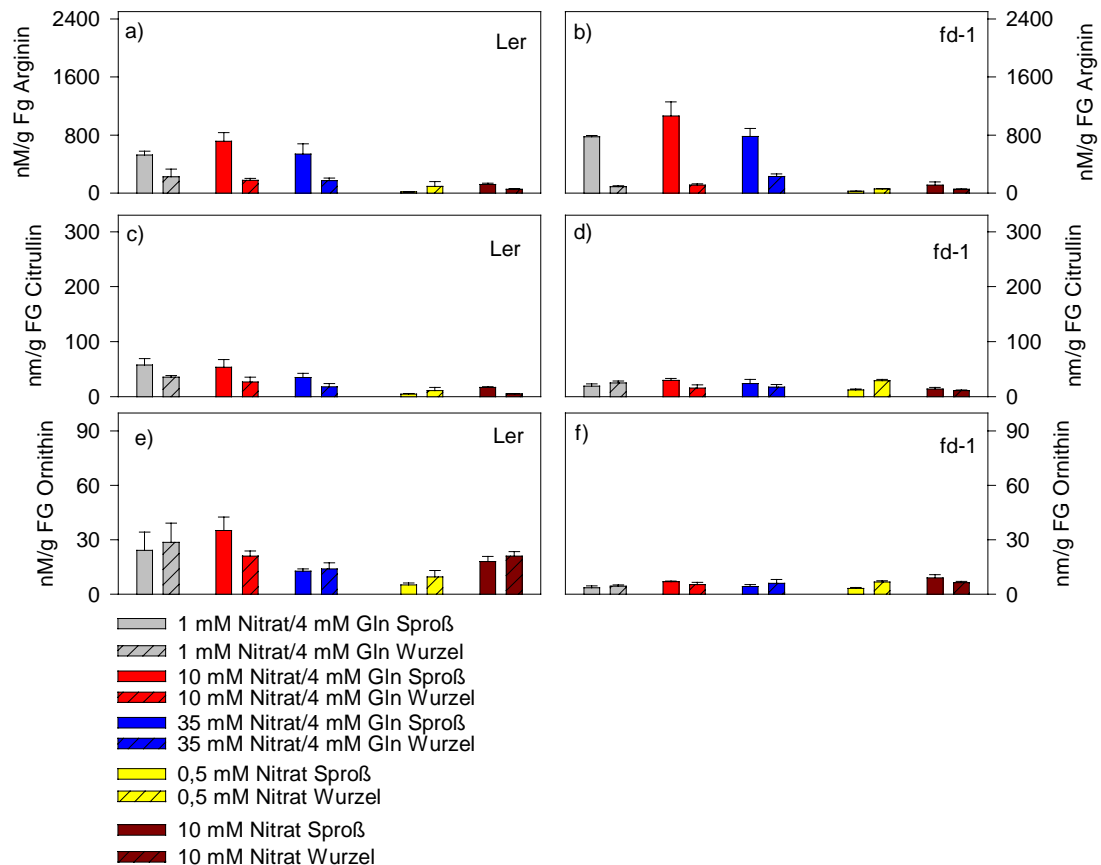 a)
Ler
2400
1600
800
0
nM/g Fg Arginin
b)
fd-1
2400
1600
800
0
nM/g FG Arginin
c)
Ler
300
200
100
0
nm/g FG Citrullin
d)
fd-1
300
200
100
0
nm/g FG Citrullin
e)
Ler
90
60
30
0
nM/g FG Ornithin
f)
fd-1
90
60
30
0
nm/g FG Ornithin
1 mM Nitrat/4 mM Gln Sproß
1 mM Nitrat/4 mM Gln Wurzel
10 mM Nitrat/4 mM Gln Sproß
10 mM Nitrat/4 mM Gln Wurzel
35 mM Nitrat/4 mM Gln Sproß
35 mM Nitrat/4 mM Gln Wurzel
0,5 mM Nitrat Sproß
0,5 mM Nitrat Wurzel
10 mM Nitrat Sproß
10 mM Nitrat Wurzel